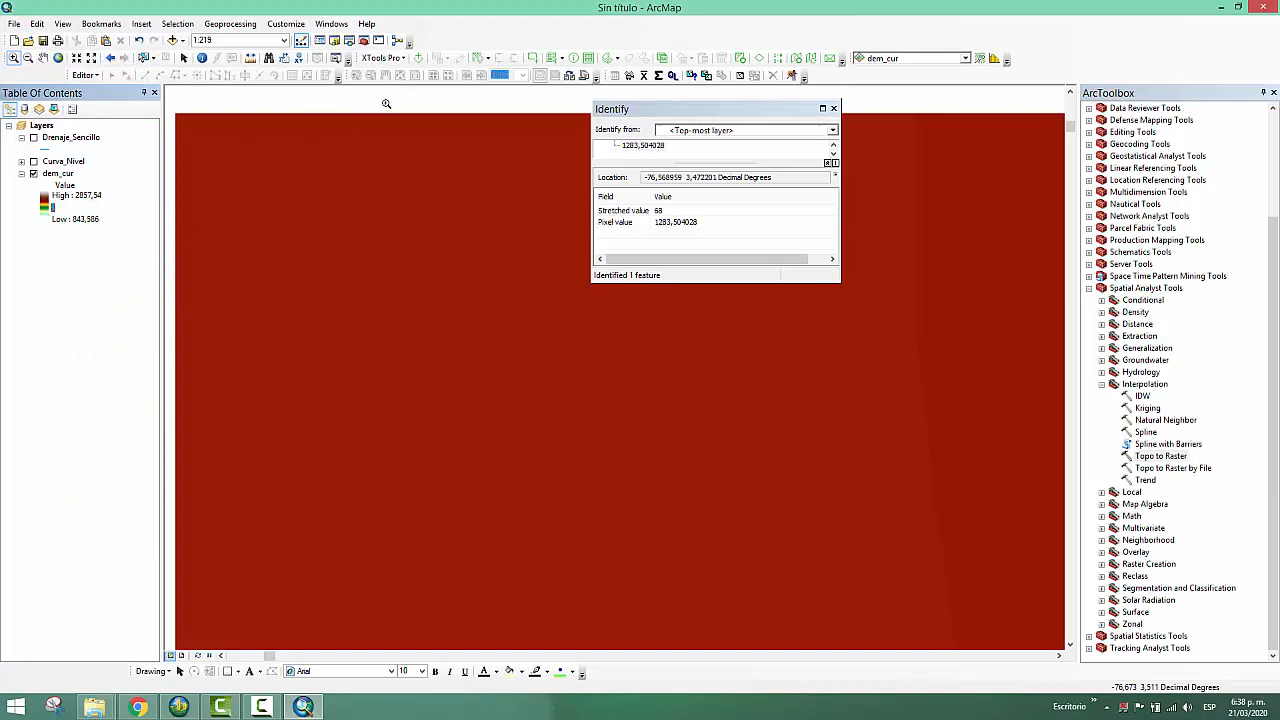 Sin título - ArcMap
File Edit View Bookmarks Insert Selection Geoprocessing Customize Windows Help
1:219
XTools Pro
dem_cur
Editor
Table Of Contents
Layers
Drenaje_Sencillo
Curva_Nivel
dem_cur
Value
High : 2857,54
Low : 843,586
Identify
Identify from: <Top-most layer>
1283,504028
Location: -76,568959 3,472201 Decimal Degrees
Field Value
Stretched value 68
Pixel value 1283,504028
Identified 1 feature
ArcToolbox
Data Reviewer Tools
Defense Mapping Tools
Editing Tools
Geocoding Tools
Geostatistical Analyst Tools
Linear Referencing Tools
Location Referencing Tools
Multidimension Tools
Nautical Tools
Network Analyst Tools
Parcel Fabric Tools
Production Mapping Tools
Schematics Tools
Server Tools
Space Time Pattern Mining Tools
Spatial Analyst Tools
Conditional
Density
Distance
Extraction
Generalization
Groundwater
Hydrology
Interpolation
IDW
Kriging
Natural Neighbor
Spline
Spline with Barriers
Topo to Raster
Topo to Raster by File
Trend
Local
Map Algebra
Math
Multivariate
Neighborhood
Overlay
Raster Creation
Reclass
Segmentation and Classification
Solar Radiation
Surface
Zonal
Spatial Statistics Tools
Tracking Analyst Tools
Drawing Arial 10 B I U A
-76,673 3,511 Decimal Degrees
Escritorio ESP 6:38 p. m.
21/03/2020